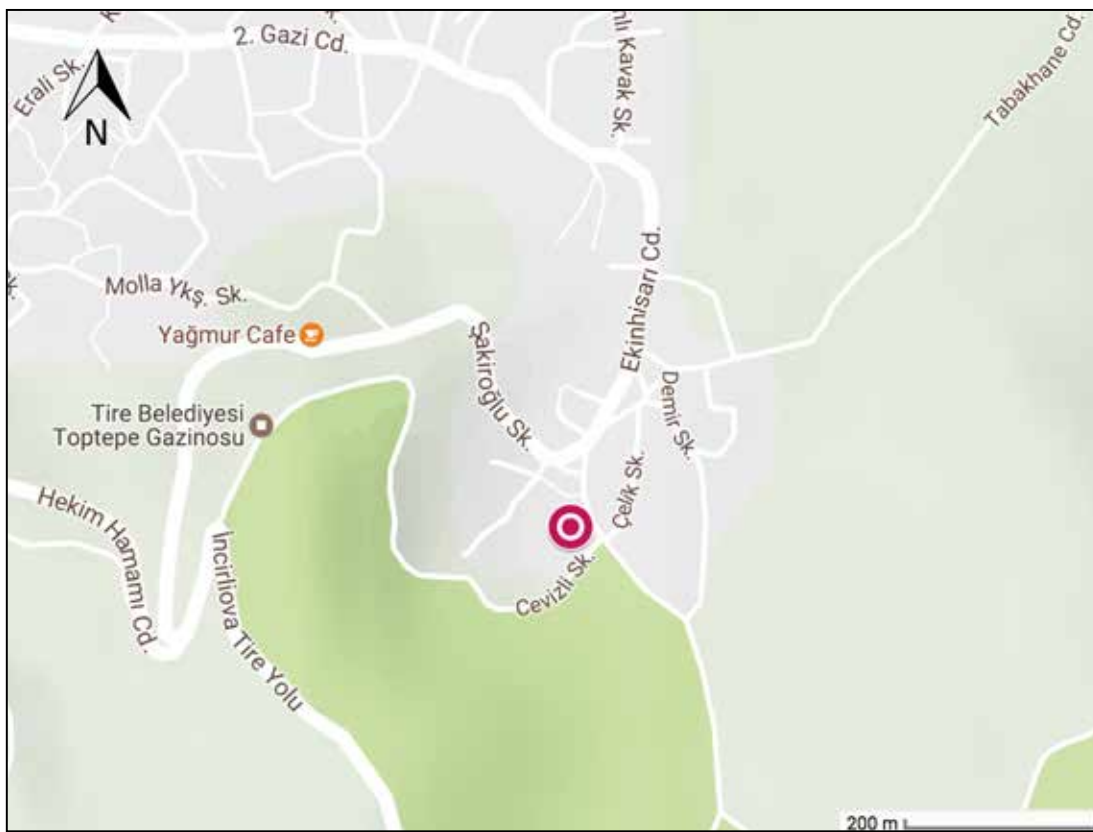 2. Gazi Cd.
nlı Kavak Sk.
Tabakhane Cd.
Erali Sk.
N
Molla Ykş. Sk.
Yağmur Cafe
Ekinhisarı Cd.
Şakiroğlu Sk.
Demir Sk.
Tire Belediyesi
Toptepe Gazinosu
Çelik Sk.
Hekim Hamamı Cd.
İncirliova Tire Yolu
Cevizli Sk.
200 m